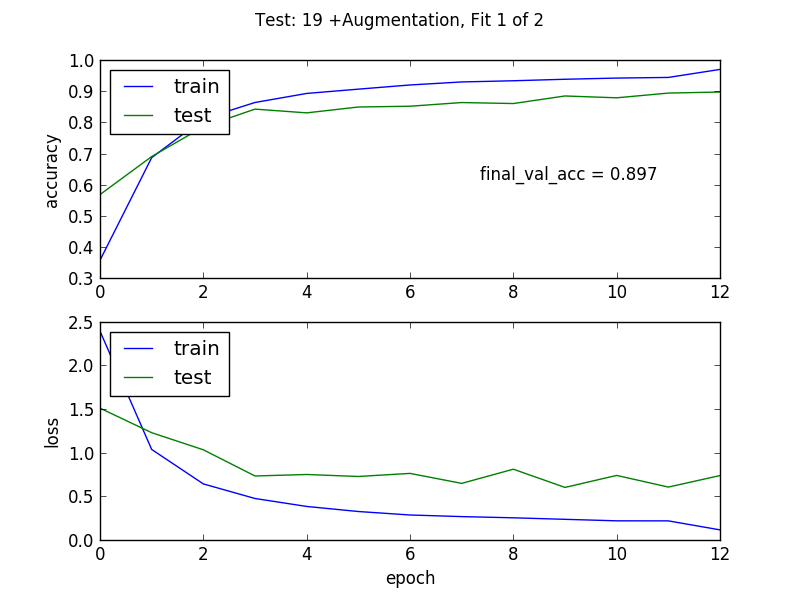 Test: 19 +Augmentation, Fit 1 of 2
1.0
0.9
0.8
0.7
0.6
0.5
0.4
0.3
accuracy
train
test
final_val_acc = 0.897
0 2 4 6 8 10 12
2.5
2.0
1.5
1.0
0.5
0.0
loss
train
test
0 2 4 6 8 10 12
epoch